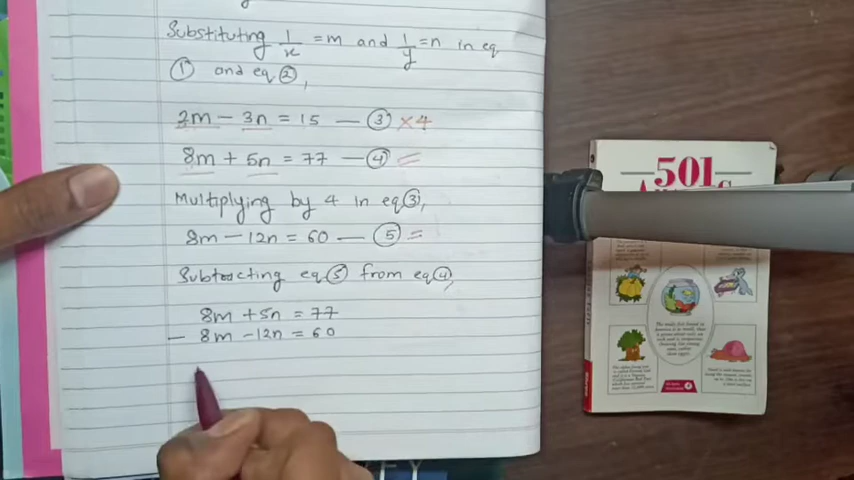 Substituting 1/x = m and 1/y = n in eq
① and eq ②,
2m - 3n = 15 — ③ ×4
8m + 5n = 77 — ④ =
Multiplying by 4 in eq ③,
8m - 12n = 60 — ⑤ =
Subtracting eq ⑤ from eq ④,
8m + 5n = 77
- 8m - 12n = 60
501